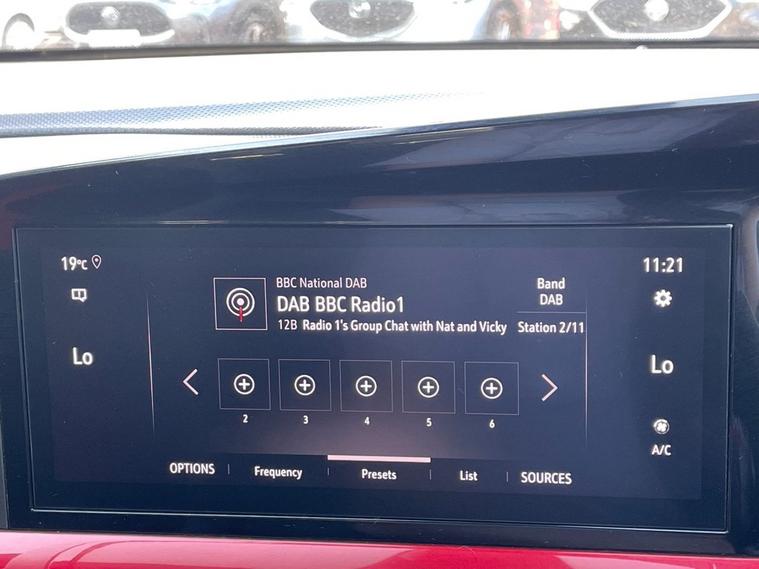 19°C
11:21
BBC National DAB
DAB BBC Radio1
12B Radio 1's Group Chat with Nat and Vicky
Band
DAB
Station 2/11
Lo
Lo
2 3 4 5 6
A/C
OPTIONS Frequency Presets List SOURCES